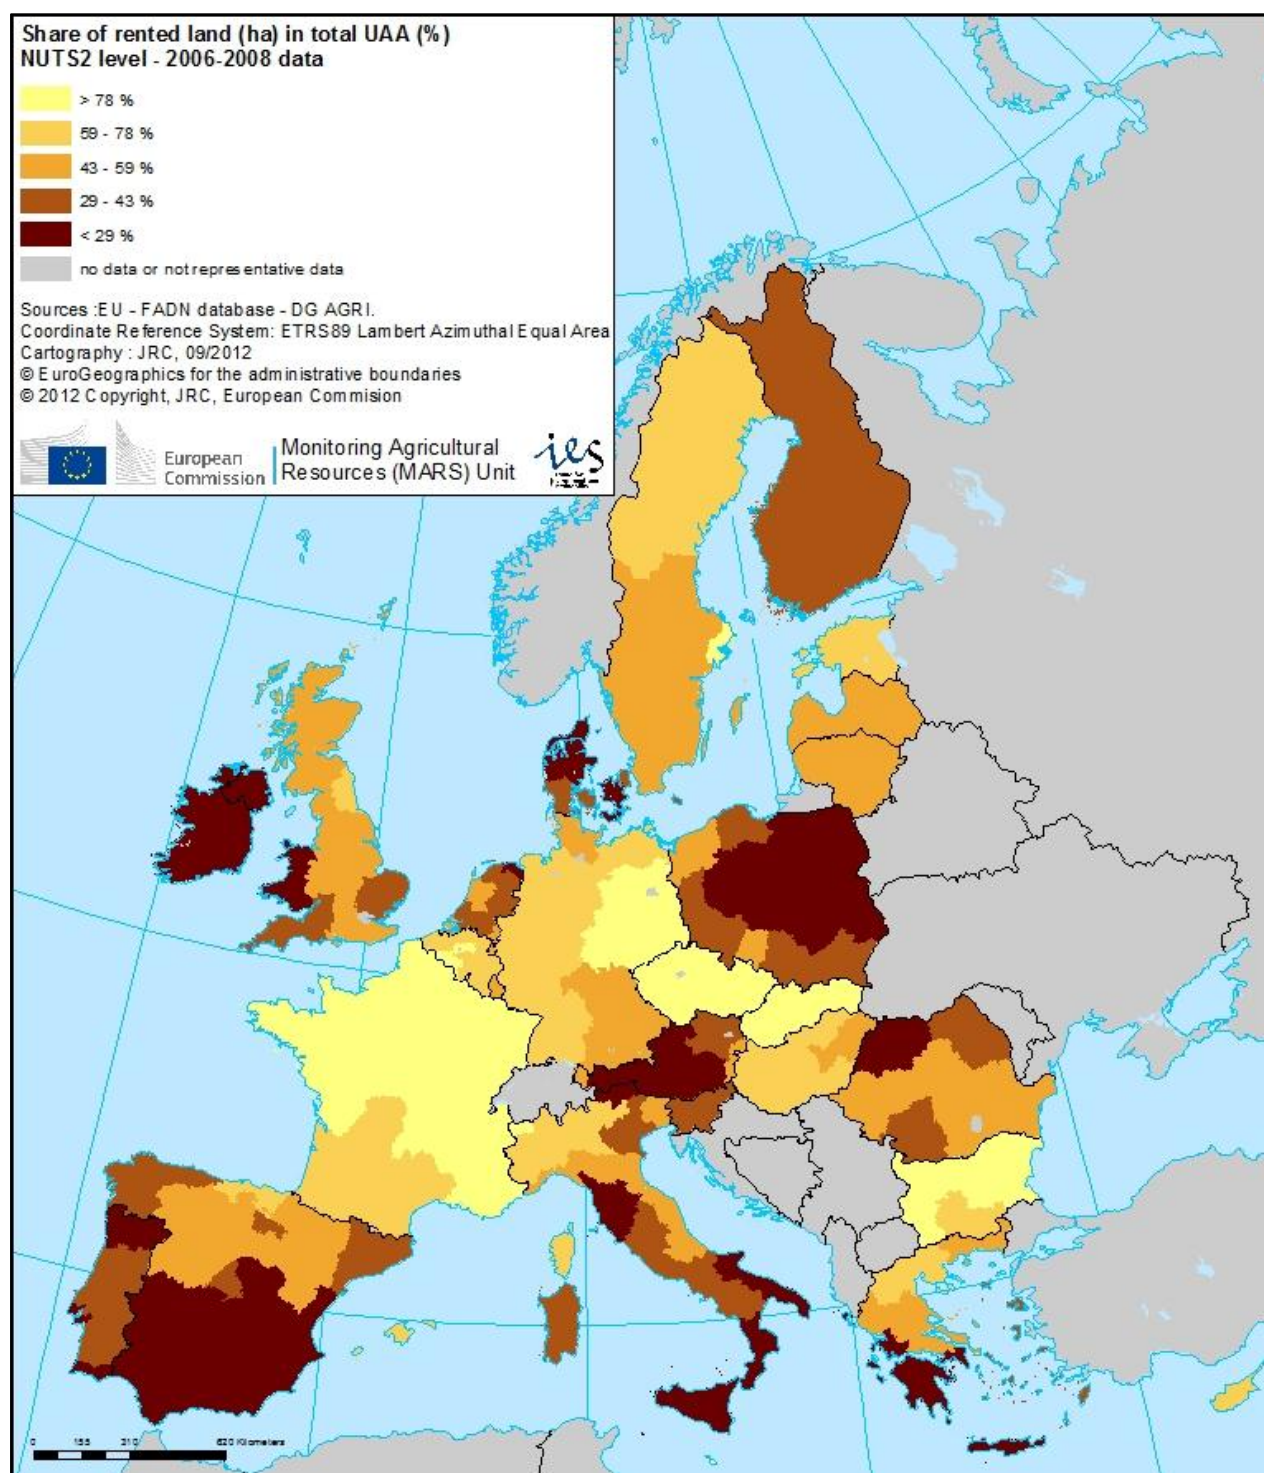 Share of rented land (ha) in total UAA (%)
NUTS2 level - 2006-2008 data
> 78 %
59 - 78 %
43 - 59 %
29 - 43 %
< 29 %
no data or not representative data
Sources :EU - FADN database - DG AGRI.
Coordinate Reference System: ETRS89 Lambert Azimuthal Equal Area
Cartography : JRC, 09/2012
© EuroGeographics for the administrative boundaries
© 2012 Copyright, JRC, European Commision
European
Commission
Monitoring Agricultural
Resources (MARS) Unit
ies
0 155 310 620 Kilometers